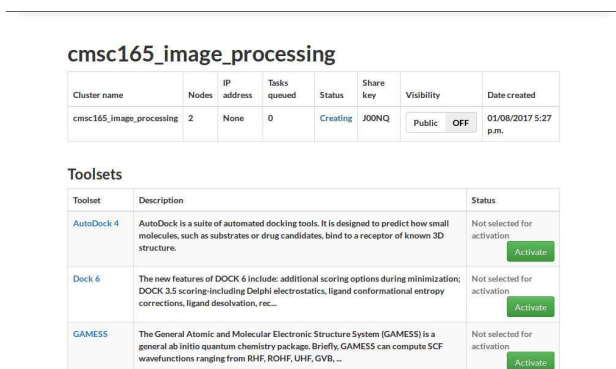 cmsc165_image_processing
Cluster name Nodes IP address Tasks queued Status Share key Visibility Date created
cmsc165_image_processing 2 None 0 Creating J00NQ Public OFF 01/08/2017 5:27 p.m.
Toolsets
Toolset Description Status
AutoDock 4 AutoDock is a suite of automated docking tools. It is designed to predict how small Not selected for
molecules, such as substrates or drug candidates, bind to a receptor of known 3D activation
structure. Activate
Dock 6 The new features of DOCK 6 include: additional scoring options during minimization; Not selected for
DOCK 3.5 scoring-including Delphi electrostatics, ligand conformational entropy activation
corrections, ligand desolvation, rec... Activate
GAMESS The General Atomic and Molecular Electronic Structure System (GAMESS) is a Not selected for
general ab initio quantum chemistry package. Briefly, GAMESS can compute SCF activation
wavefunctions ranging from RHF, ROHF, UHF, GVB, ... Activate